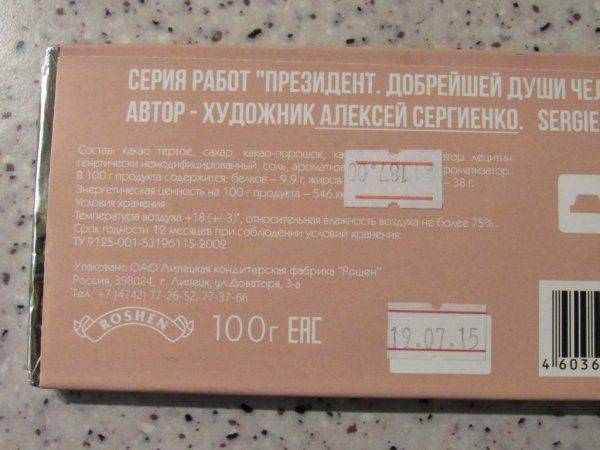 СЕРИЯ РАБОТ "ПРЕЗИДЕНТ. ДОБРЕЙШЕЙ ДУШИ
АВТОР - ХУДОЖНИК АЛЕКСЕЙ СЕРГИЕНКО. SERGIE
Состав: какао тертое, сахар, какао-порошок, лецитин
генетически немодифицированный, соль,
В 100 г продукта содержится: белков - 9,9 г, жиров - 38 г.
Энергетическая ценность на 100 г продукта - 546
Условия хранения:
Температура воздуха +18 (+/-3)°, относительная влажность воздуха не более 75%.
Срок годности 12 месяцев при соблюдении условий хранения.
ТУ 9125-001-53196115-2002
187.00
Упаковано ОАО Липецкая кондитерская фабрика "Рошен"
Россия, 398024, г. Липецк, ул.Доватора, 3-а
Тел. +7 (4742) 77-26-52, 77-37-66
ROSHEN
100г ЕАС
19.07.15
4 6036